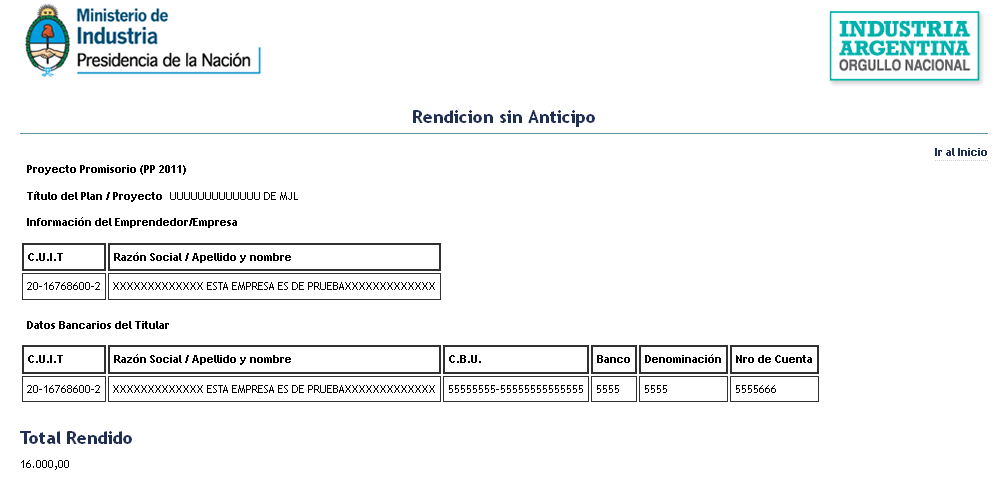 Ministerio de
Industria
Presidencia de la Nación
INDUSTRIA
ARGENTINA
ORGULLO NACIONAL
Rendicion sin Anticipo
Ir al Inicio
Proyecto Promisorio (PP 2011)
Título del Plan / Proyecto UUUUUUUUUUUUU DE MJL
Información del Emprendedor/Empresa
C.U.I.T Razón Social / Apellido y nombre
20-16768600-2 XXXXXXXXXXXXX ESTA EMPRESA ES DE PRUEBAXXXXXXXXXXXXX
Datos Bancarios del Titular
C.U.I.T Razón Social / Apellido y nombre C.B.U. Banco Denominación Nro de Cuenta
20-16768600-2 XXXXXXXXXXXXX ESTA EMPRESA ES DE PRUEBAXXXXXXXXXXXXX 55555555-55555555555555 5555 5555 5555666
Total Rendido
16.000,00